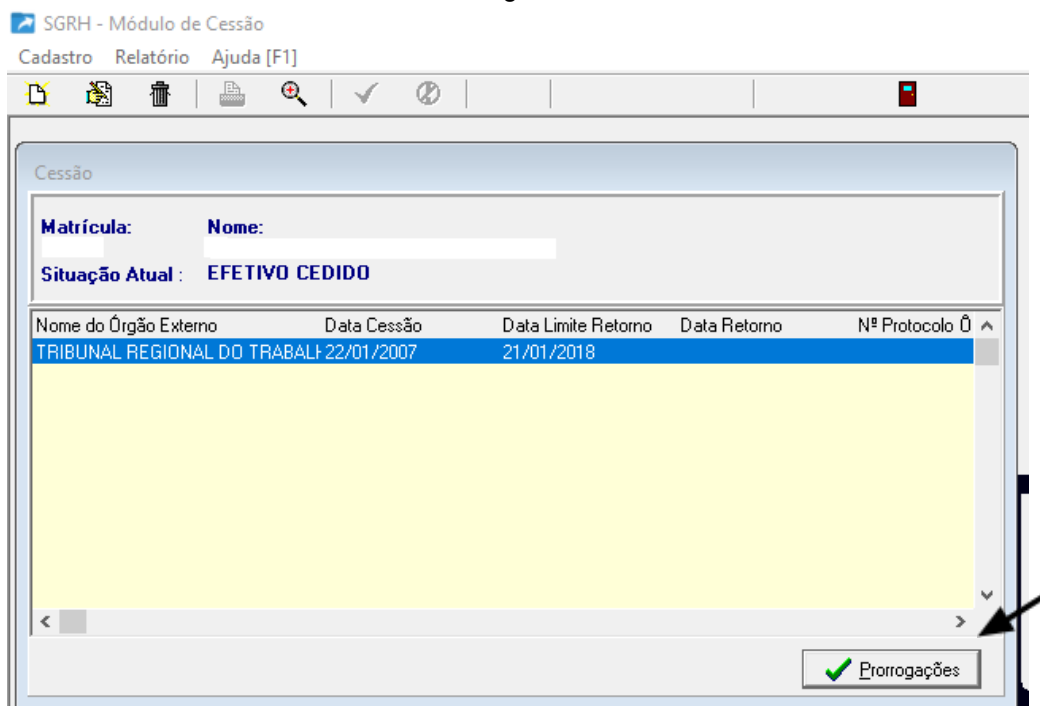 SGRH - Módulo de Cessão
Cadastro Relatório Ajuda [F1]
Cessão
Matrícula: Nome:
Situação Atual : EFETIVO CEDIDO
Nome do Órgão Externo Data Cessão Data Limite Retorno Data Retorno Nº Protocolo Ô
TRIBUNAL REGIONAL DO TRABALH 22/01/2007 21/01/2018
Prorrogações